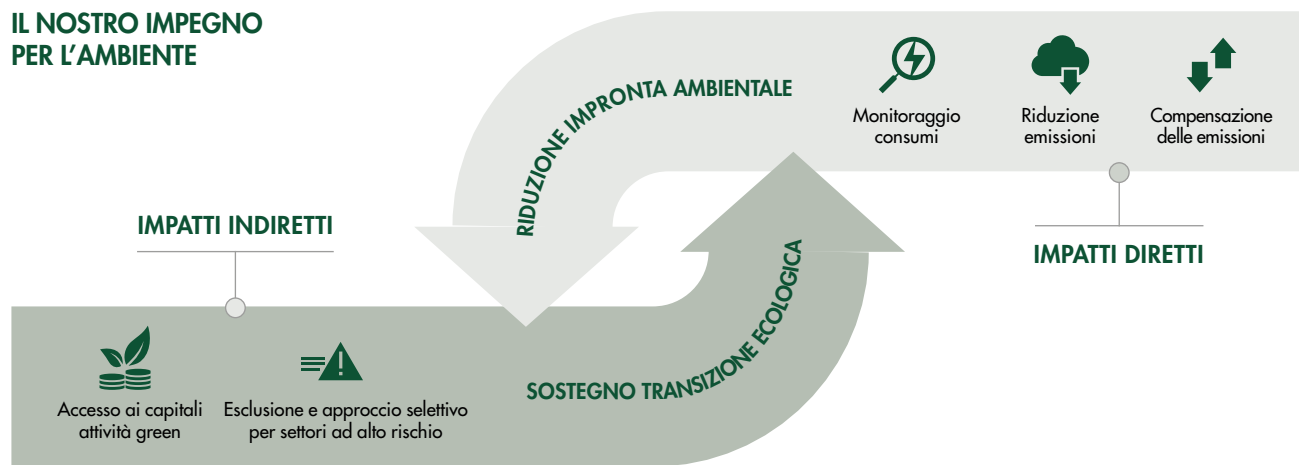 IL NOSTRO IMPEGNO
PER L'AMBIENTE
RIDUZIONE IMPRONTA AMBIENTALE
Monitoraggio
consumi
Riduzione
emissioni
Compensazione
delle emissioni
IMPATTI DIRETTI
IMPATTI INDIRETTI
Accesso ai capitali
attività green
Esclusione e approccio selettivo
per settori ad alto rischio
SOSTEGNO TRANSIZIONE ECOLOGICA